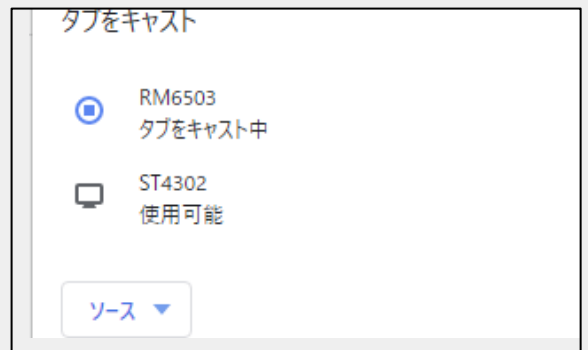 タブをキャスト
RM6503
タブをキャスト中
ST4302
使用可能
ソース